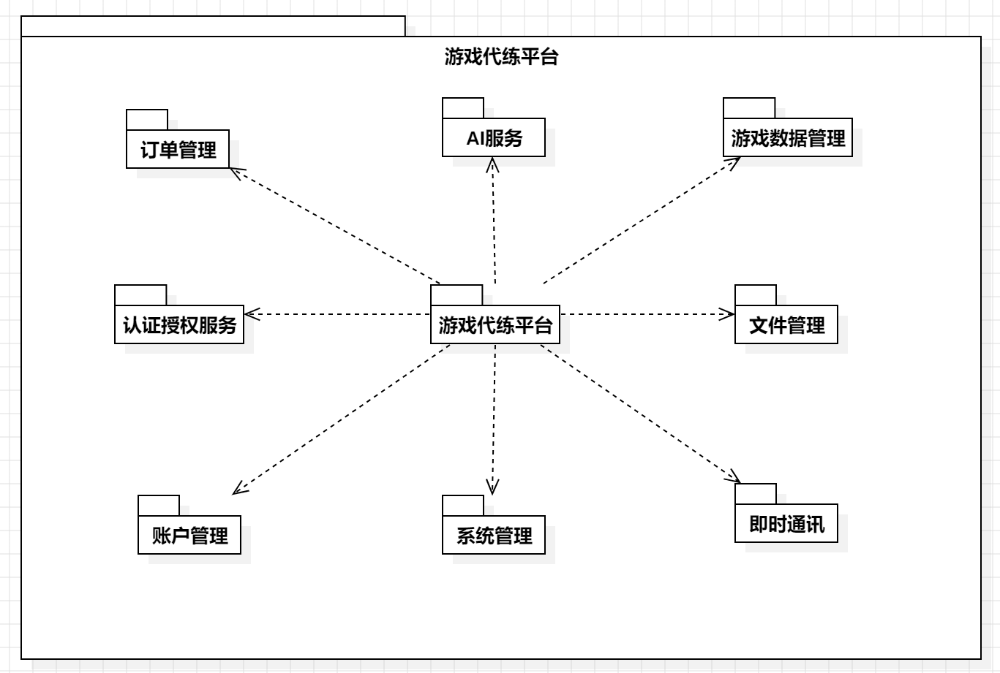 游戏代练平台
订单管理
AI服务
游戏数据管理
认证授权服务
游戏代练平台
文件管理
账户管理
系统管理
即时通讯